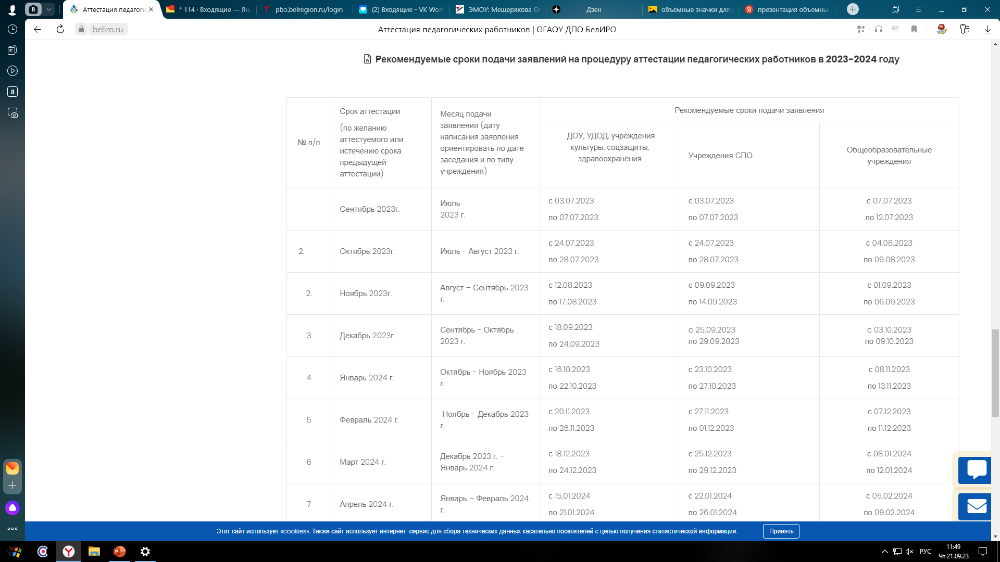 8
Аттестация педагоги
* 114 · Входящие — Ян
pbo.belregion.ru/login
(2) Входящие - VK Work
ЭМОУ: Мещерякова О
Дзен
объемные значки для
презентация объемны
beliro.ru
Аттестация педагогических работников | ОГАОУ ДПО БелИРО
8
Рекомендуемые сроки подачи заявлений на процедуру аттестации педагогических работников в 2023-2024 году
№ п/п
Срок аттестации
(по желанию
аттестуемого или
истечению срока
предыдущей
аттестации)
Месяц подачи
заявления (дату
написания заявления
ориентировать по дате
заседания и по типу
учреждения)
Рекомендуемые сроки подачи заявления
ДОУ, УДОД, учреждения
культуры, соцзащиты,
здравоохранения
Учреждения СПО
Общеобразовательные
учреждения
Сентябрь 2023г.
Июль
2023 г.
с 03.07.2023
по 07.07.2023
с 03.07.2023
по 07.07.2023
с 07.07.2023
по 12.07.2023
2.
Октябрь 2023г.
Июль - Август 2023 г.
с 24.07.2023
по 28.07.2023
с 24.07.2023
по 28.07.2023
с 04.08.2023
по 09.08.2023
2.
Ноябрь 2023г.
Август – Сентябрь 2023
г.
с 12.08.2023
по 17.08.2023
с 09.09.2023
по 14.09.2023
с 01.09.2023
по 06.09.2023
3
Декабрь 2023г.
Сентябрь - Октябрь
2023 г.
с 18.09.2023
по 24.09.2023
с 25.09.2023
по 29.09.2023
с 03.10.2023
по 09.10.2023
4
Январь 2024 г.
Октябрь - Ноябрь 2023
г.
с 16.10.2023
по 22.10.2023
с 23.10.2023
по 27.10.2023
с 08.11.2023
по 13.11.2023
5
Февраль 2024 г.
Ноябрь - Декабрь 2023
г.
с 20.11.2023
по 26.11.2023
с 27.11.2023
по 01.12.2023
с 07.12.2023
по 11.12.2023
6
Март 2024 г.
Декабрь 2023 г. –
Январь 2024 г.
с 18.12.2023
по 24.12.2023
с 25.12.2023
по 29.12.2023
с 08.01.2024
по 12.01.2024
7
Апрель 2024 г.
Январь – Февраль 2024
г.
с 15.01.2024
по 21.01.2024
с 22.01.2024
по 26.01.2024
с 05.02.2024
по 09.02.2024
Этот сайт использует «cookies». Также сайт использует интернет-сервис для сбора технических данных касательно посетителей с целью получения статистической информации.
Принять
РУС
11:49
Чт 21.09.23